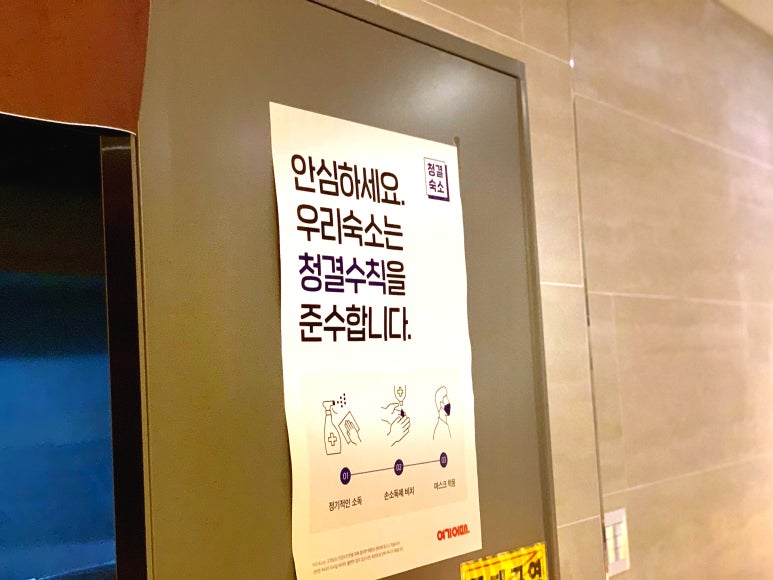 안심하세요.
우리숙소는
청결수칙을
준수합니다.
청결
숙소
01
02
03
정기적인 소독
손소독제 비치
마스크 착용
여기어때.